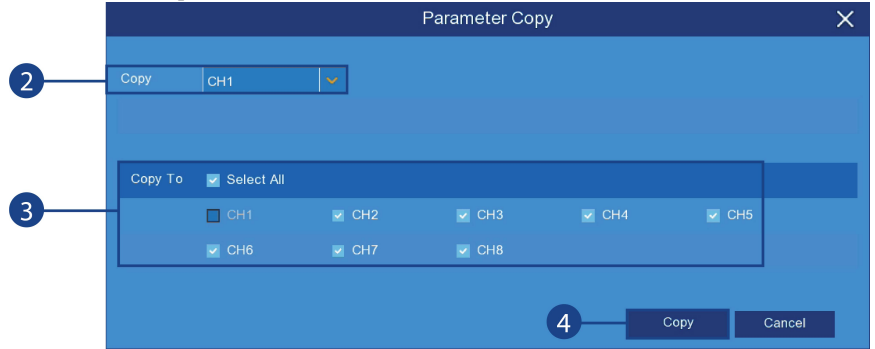 Parameter Copy
2 Copy CH1
Copy To Select All
3 CH1 CH2 CH3 CH4 CH5
CH6 CH7 CH8
4 Copy Cancel